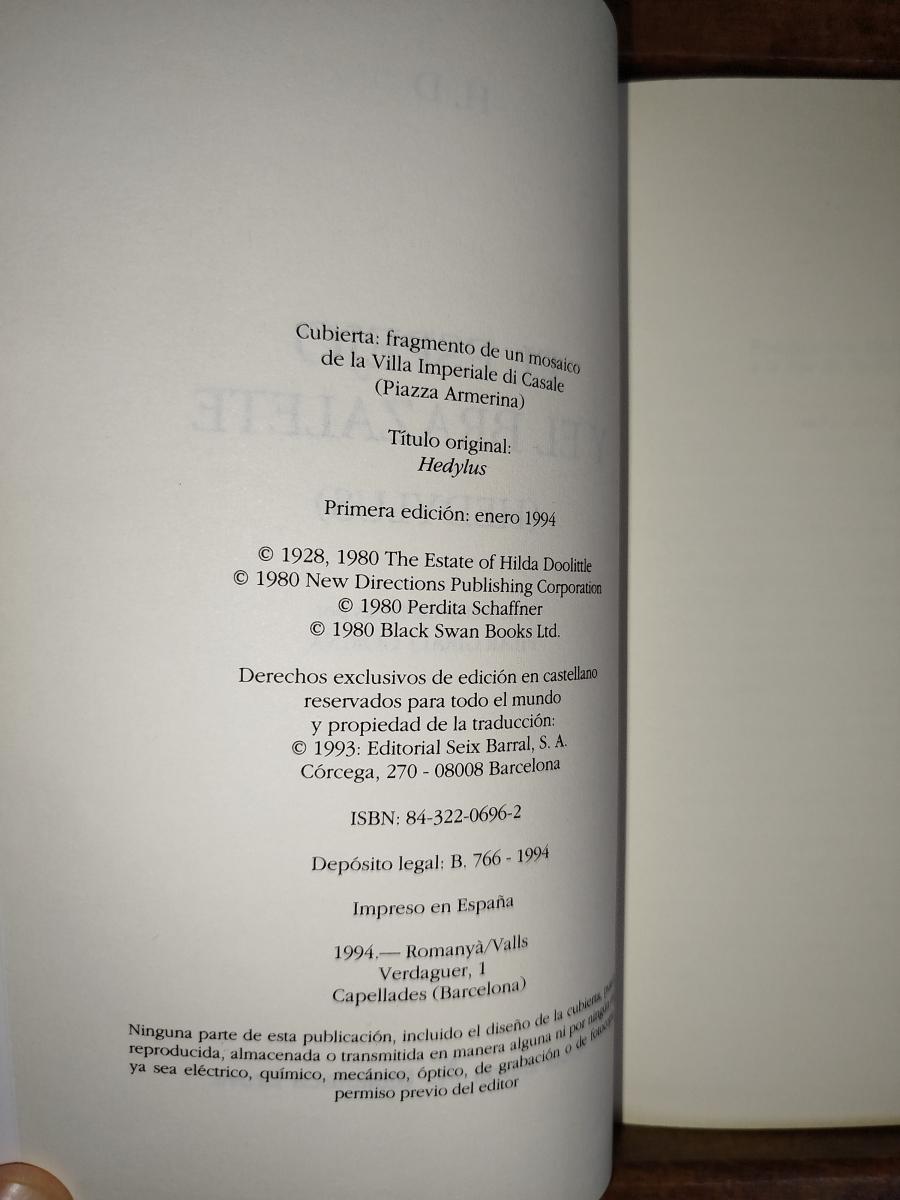 Cubierta: fragmento de un mosaico
de la Villa Imperiale di Casale
(Piazza Armerina)
Título original:
Hedylus
Primera edición: enero 1994
© 1928, 1980 The Estate of Hilda Doolittle
© 1980 New Directions Publishing Corporation
© 1980 Perdita Schaffner
© 1980 Black Swan Books Ltd.
Derechos exclusivos de edición en castellano
reservados para todo el mundo
y propiedad de la traducción:
© 1993: Editorial Seix Barral, S. A.
Córcega, 270 - 08008 Barcelona
ISBN: 84-322-0696-2
Depósito legal: B. 766 - 1994
Impreso en España
1994.— Romanyà/Valls
Verdaguer, 1
Capellades (Barcelona)
Ninguna parte de esta publicación, incluido el diseño de la cubierta,
reproducida, almacenada o transmitida en manera alguna ni por ningún
ya sea eléctrico, químico, mecánico, óptico, de grabación o de
permiso previo del editor